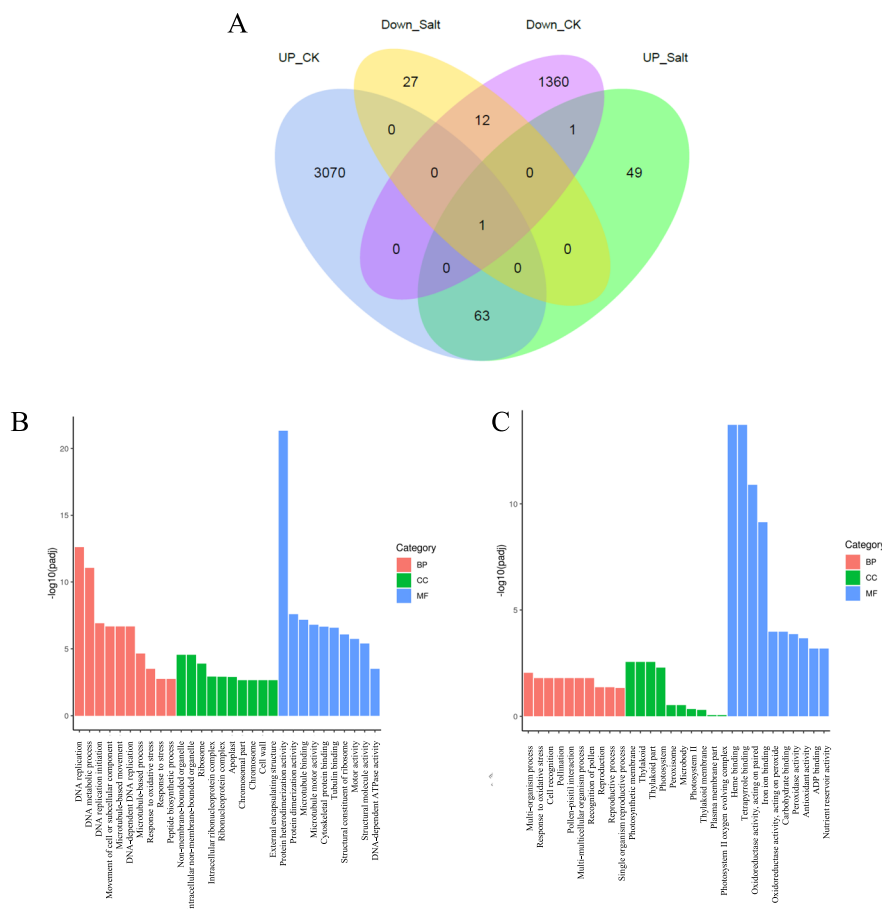 A
Down_Salt
Down_CK
UP_CK
UP_Salt
27
1360
0
12
1
3070
0
0
49
1
0
0
0
0
63
B
C
-log10(padj)
20
15
10
5
0
Category
BP
CC
MF
DNA replication
DNA metabolic process
DNA replication initiation
Movement of cell or subcellular component
Microtubule-based movement
DNA-dependent DNA replication
Microtubule-based process
Response to oxidative stress
Response to stress
Peptide biosynthetic process
Non-membrane-bounded organelle
Intracellular non-membrane-bounded organelle
Ribosome
Intracellular ribonucleoprotein complex
Ribonucleoprotein complex
Apoplast
Chromosomal part
Chromosome
Cell wall
External encapsulating structure
Protein heterodimerization activity
Protein dimerization activity
Microtubule binding
Microtubule motor activity
Cytoskeletal protein binding
Tubulin binding
Structural constituent of ribosome
Motor activity
Structural molecule activity
DNA-dependent ATPase activity
-log10(padj)
10
5
0
Category
BP
CC
MF
Multi-organism process
Response to oxidative stress
Cell recognition
Pollination
Pollen-pistil interaction
Multi-multicellular organism process
Recognition of pollen
Reproduction
Reproductive process
Single organism reproductive process
Photosynthetic membrane
Thylakoid
Thylakoid part
Photosystem
Peroxisome
Microbody
Photosystem II
Thylakoid membrane
Plasma membrane part
Photosystem II oxygen evolving complex
Heme binding
Tetrapyrrole binding
Oxidoreductase activity, acting on paired
Iron ion binding
Oxidoreductase activity, acting on peroxide
Carbohydrate binding
Peroxidase activity
Antioxidant activity
ADP binding
Nutrient reservoir activity